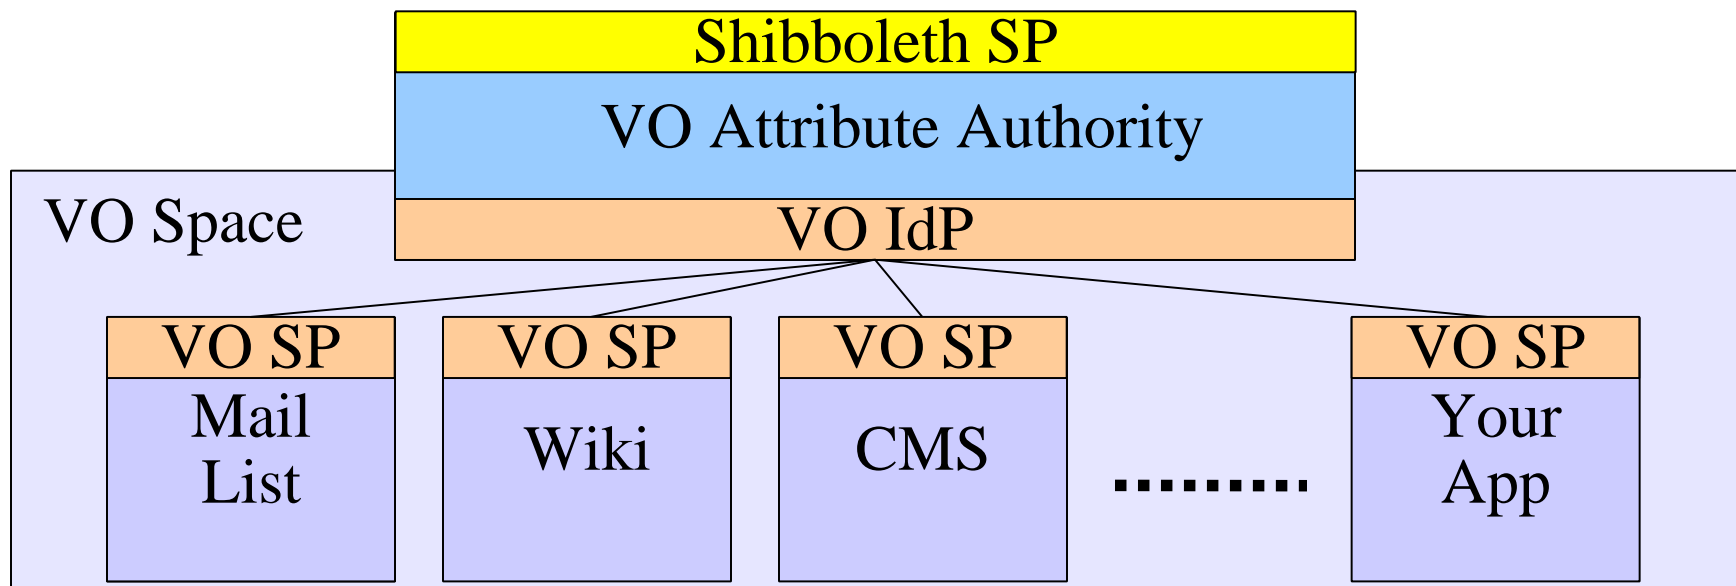 Shibboleth SP
VO Attribute Authority
VO Space
VO IdP
VO SP
VO SP
VO SP
VO SP
Mail
List
Wiki
CMS
Your
App